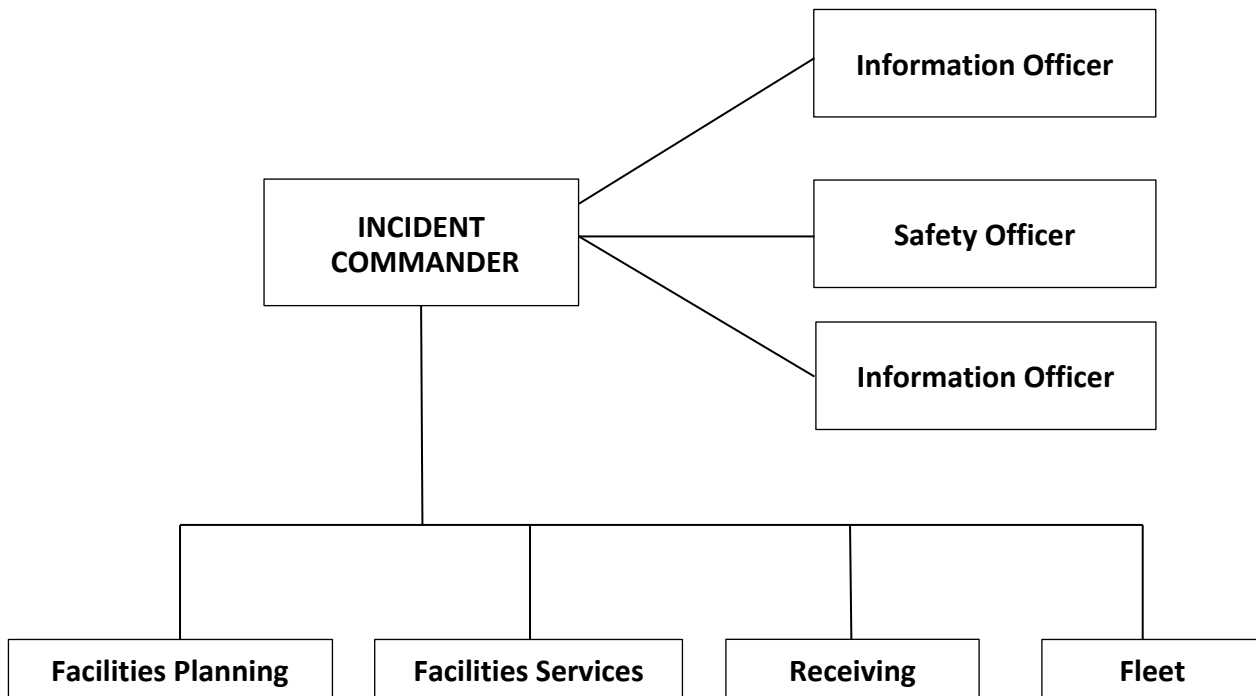 Information Officer
INCIDENT
COMMANDER
Safety Officer
Information Officer
Facilities Planning
Facilities Services
Receiving
Fleet